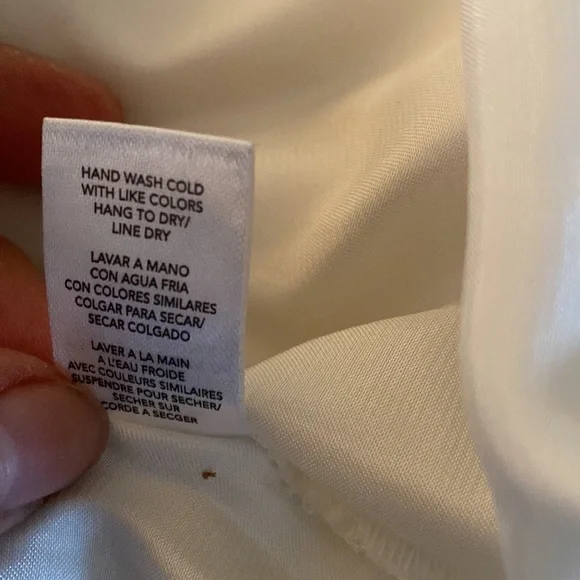 HAND WASH COLD
WITH LIKE COLORS
HANG TO DRY/
LINE DRY
LAVAR A MANO
CON AGUA FRIA
CON COLORES SIMILARES
COLGAR PARA SECAR/
SECAR COLGADO
LAVER A LA MAIN
A L'EAU FROIDE
AVEC COULEURS SIMILAIRES
SUSPENDRE POUR SECHER/
SECHER SUR
CORDE A SECGER